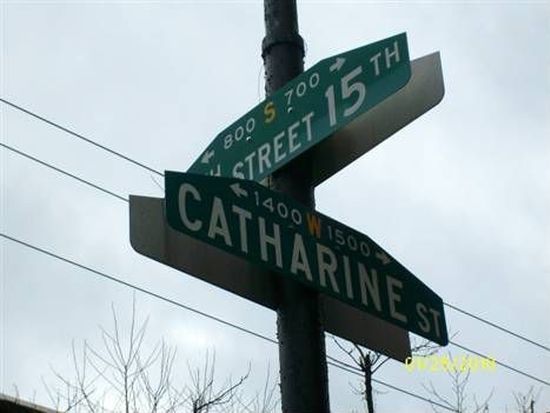 800 S 700
STREET 15TH
1400 W 1500
CATHARINE ST